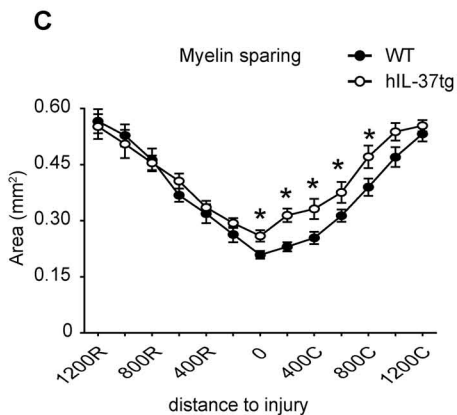 C
Myelin sparing
WT
hIL-37tg
Area (mm²)
0.60
0.45
0.30
0.15
0
* * * * *
1200R 800R 400R 0 400C 800C 1200C
distance to injury